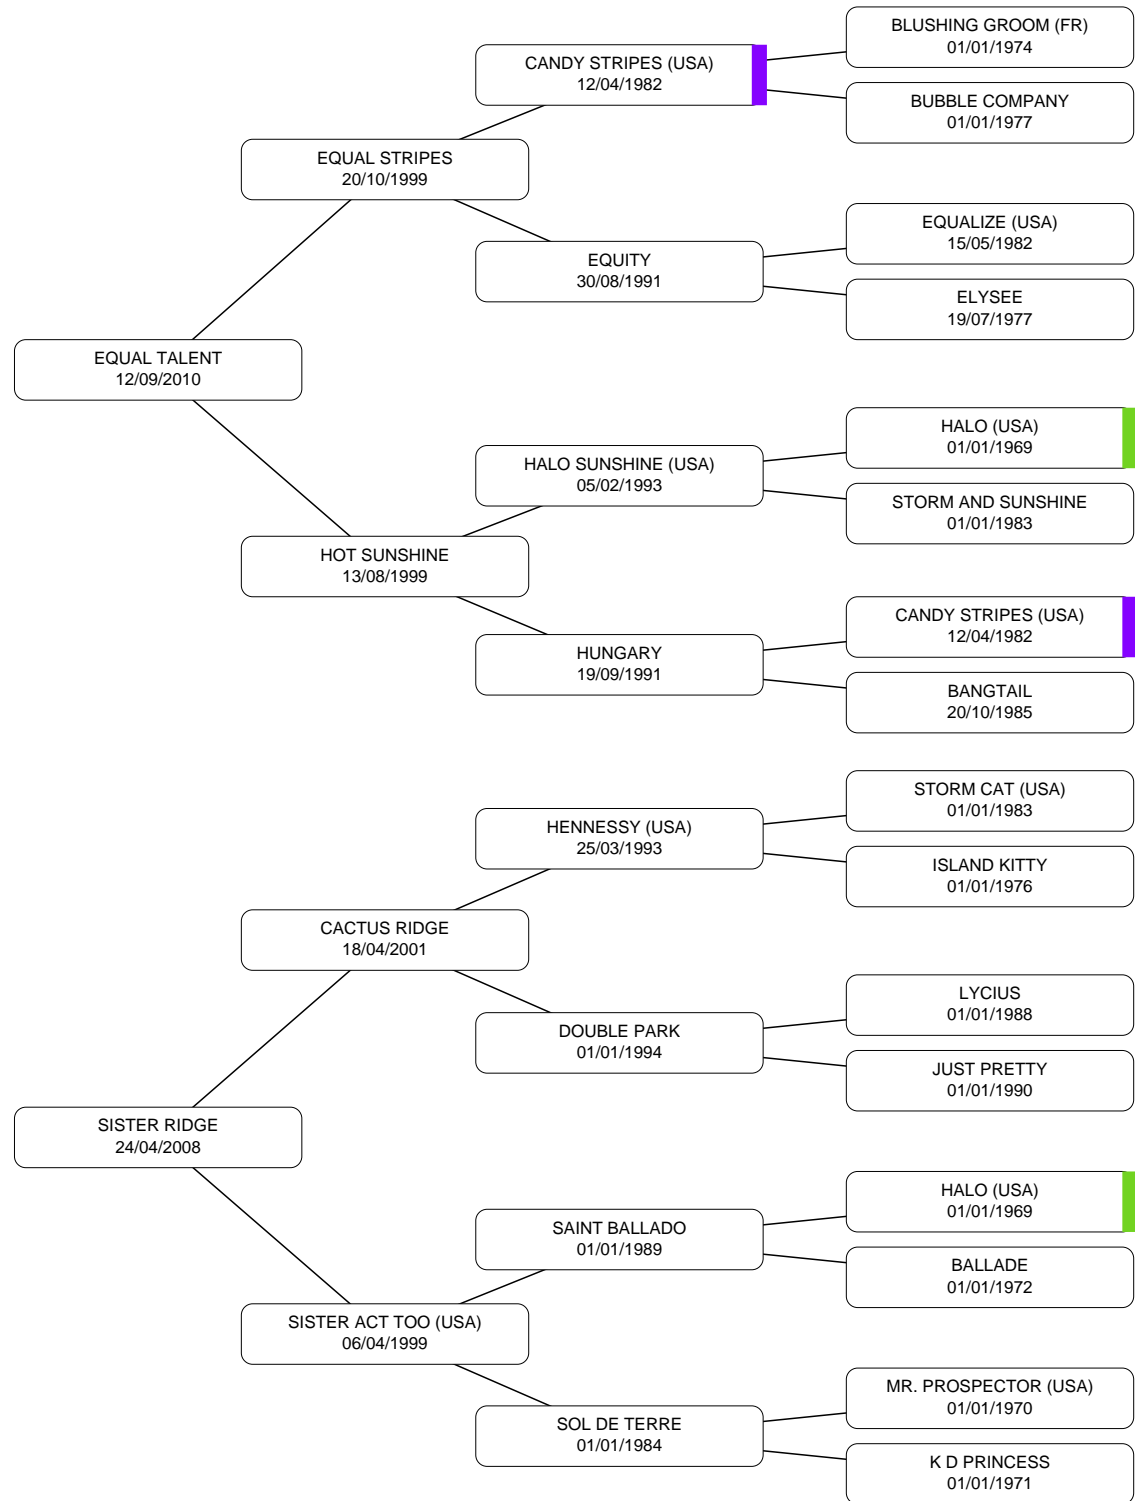 BLUSHING GROOM (FR)
01/01/1974
CANDY STRIPES (USA)
12/04/1982
BUBBLE COMPANY
01/01/1977
EQUAL STRIPES
20/10/1999
EQUALIZE (USA)
15/05/1982
EQUITY
30/08/1991
ELYSEE
19/07/1977
EQUAL TALENT
12/09/2010
HALO (USA)
01/01/1969
HALO SUNSHINE (USA)
05/02/1993
STORM AND SUNSHINE
01/01/1983
HOT SUNSHINE
13/08/1999
CANDY STRIPES (USA)
12/04/1982
HUNGARY
19/09/1991
BANGTAIL
20/10/1985
STORM CAT (USA)
01/01/1983
HENNESSY (USA)
25/03/1993
ISLAND KITTY
01/01/1976
CACTUS RIDGE
18/04/2001
LYCIUS
01/01/1988
DOUBLE PARK
01/01/1994
JUST PRETTY
01/01/1990
SISTER RIDGE
24/04/2008
HALO (USA)
01/01/1969
SAINT BALLADO
01/01/1989
BALLADE
01/01/1972
SISTER ACT TOO (USA)
06/04/1999
MR. PROSPECTOR (USA)
01/01/1970
SOL DE TERRE
01/01/1984
K D PRINCESS
01/01/1971